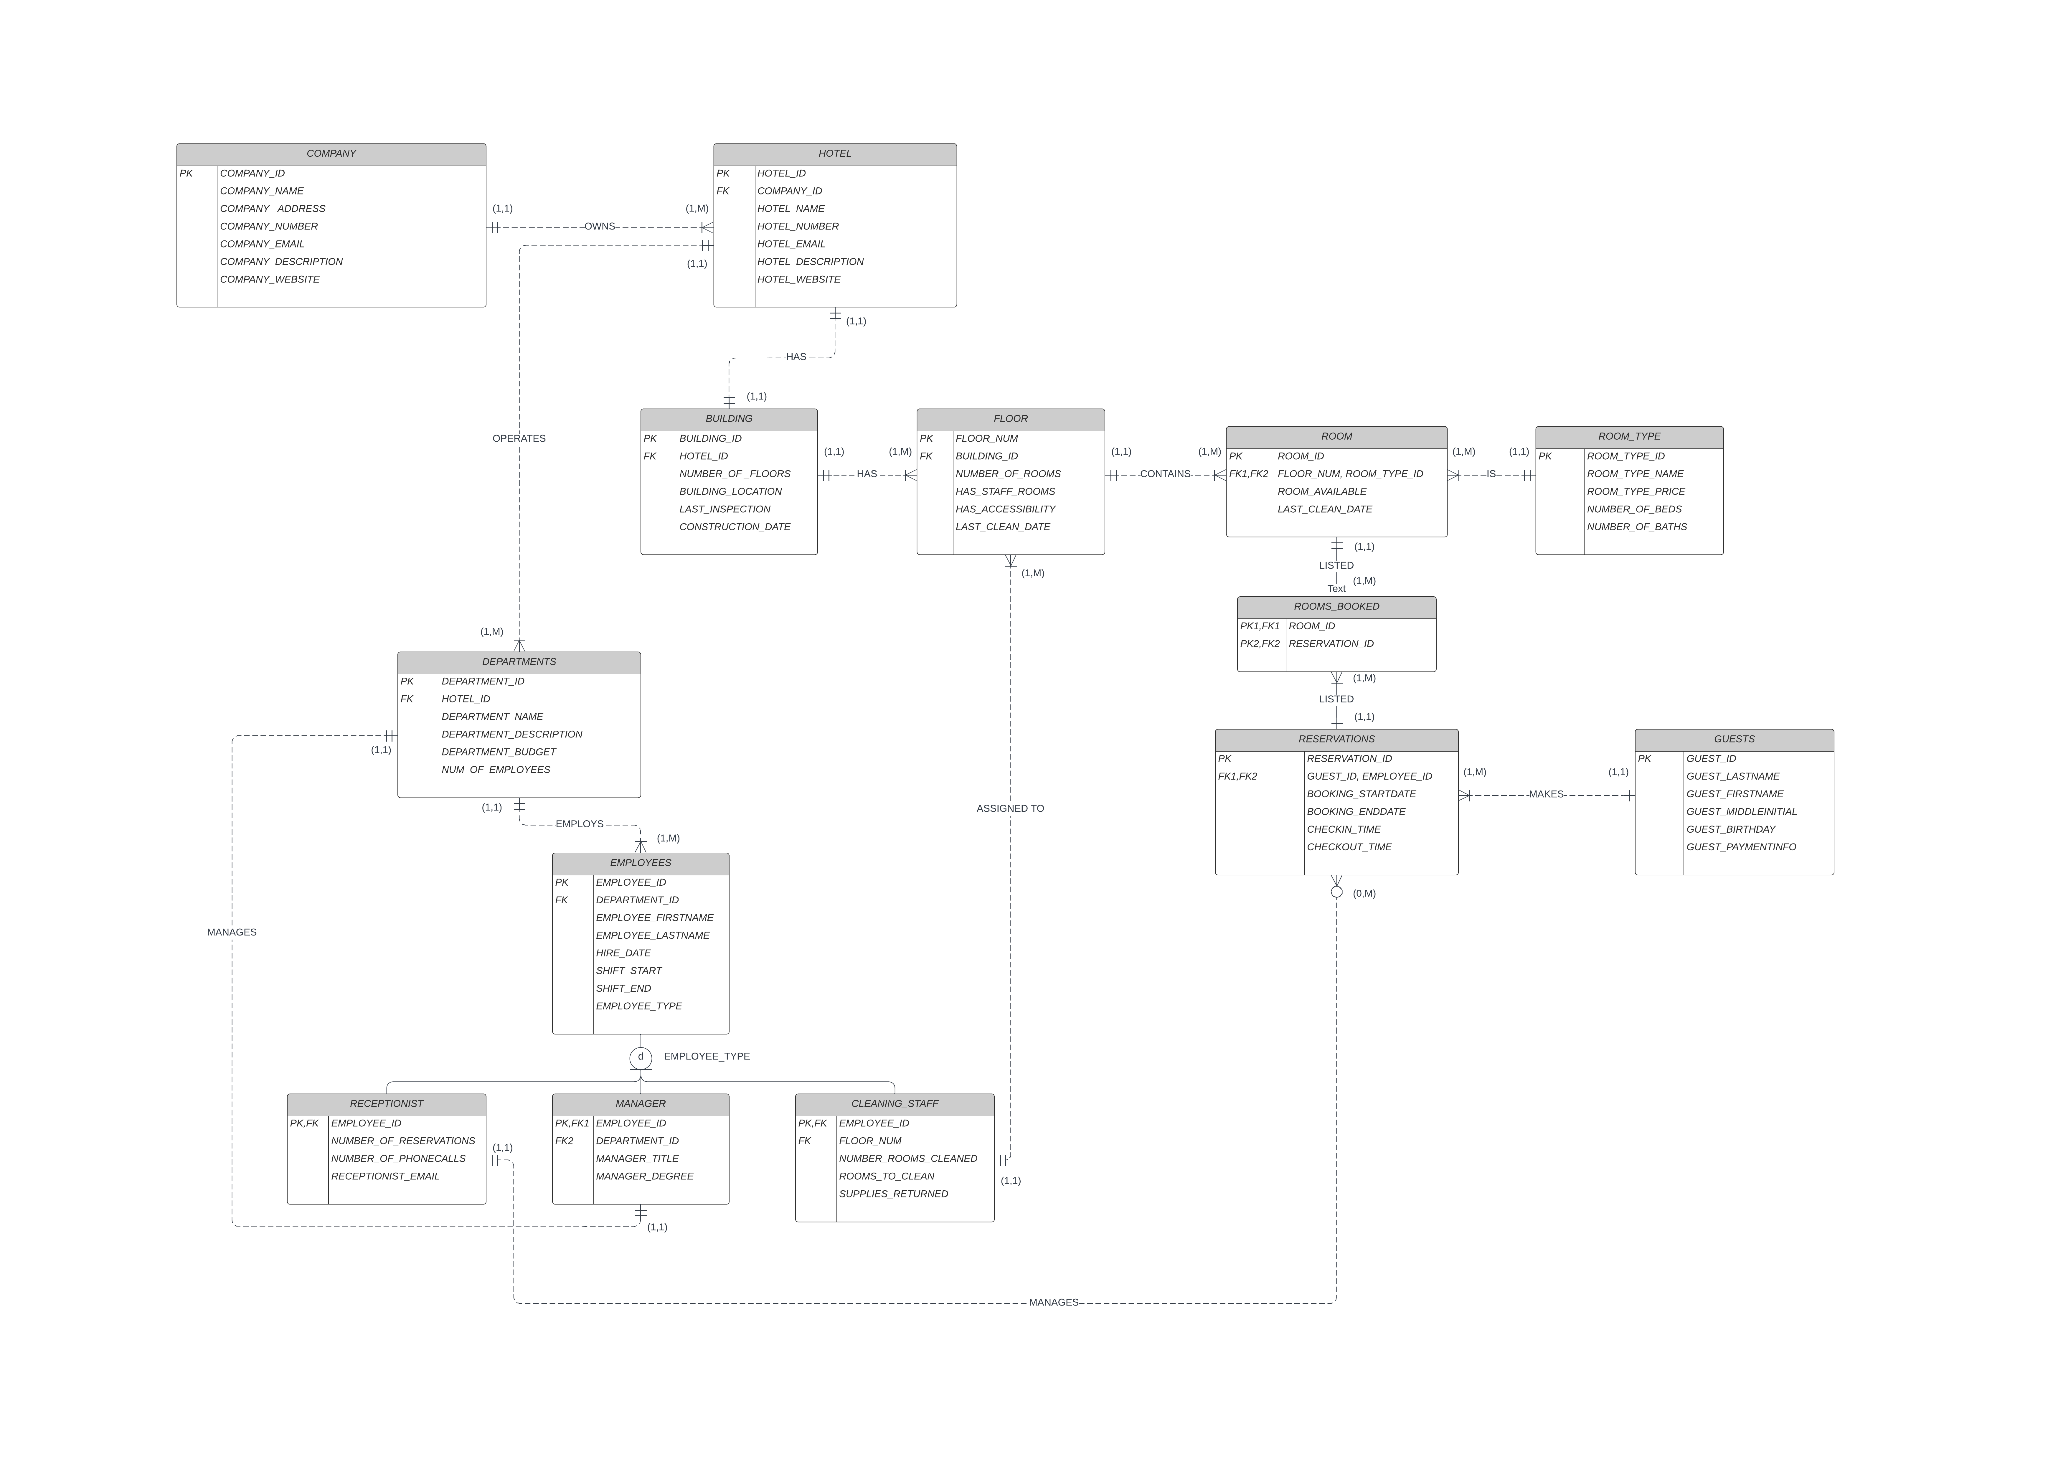 COMPANY
PK COMPANY_ID
COMPANY_NAME
COMPANY_ADDRESS
COMPANY_NUMBER
COMPANY_EMAIL
COMPANY_DESCRIPTION
COMPANY_WEBSITE
(1,1)
OWNS
(1,M)
HOTEL
PK HOTEL_ID
FK COMPANY_ID
HOTEL_NAME
HOTEL_NUMBER
HOTEL_EMAIL
HOTEL_DESCRIPTION
HOTEL_WEBSITE
(1,1)
(1,1)
HAS
(1,1)
OPERATES
(1,M)
BUILDING
PK BUILDING_ID
FK HOTEL_ID
NUMBER_OF_FLOORS
BUILDING_LOCATION
LAST_INSPECTION
CONSTRUCTION_DATE
(1,1)
HAS
(1,M)
FLOOR
PK FLOOR_NUM
FK BUILDING_ID
NUMBER_OF_ROOMS
HAS_STAFF_ROOMS
HAS_ACCESSIBILITY
LAST_CLEAN_DATE
(1,1)
CONTAINS
(1,M)
(1,M)
ROOM
PK ROOM_ID
FK1,FK2 FLOOR_NUM, ROOM_TYPE_ID
ROOM_AVAILABLE
LAST_CLEAN_DATE
(1,M)
IS
(1,1)
ROOM_TYPE
PK ROOM_TYPE_ID
ROOM_TYPE_NAME
ROOM_TYPE_PRICE
NUMBER_OF_BEDS
NUMBER_OF_BATHS
(1,1)
LISTED
(1,M)
Text
ROOMS_BOOKED
PK1,FK1 ROOM_ID
PK2,FK2 RESERVATION_ID
(1,M)
LISTED
(1,1)
RESERVATIONS
PK RESERVATION_ID
FK1,FK2 GUEST_ID, EMPLOYEE_ID
BOOKING_STARTDATE
BOOKING_ENDDATE
CHECKIN_TIME
CHECKOUT_TIME
(1,M)
MAKES
(1,1)
GUESTS
PK GUEST_ID
GUEST_LASTNAME
GUEST_FIRSTNAME
GUEST_MIDDLEINITIAL
GUEST_BIRTHDAY
GUEST_PAYMENTINFO
(0,M)
DEPARTMENTS
PK DEPARTMENT_ID
FK HOTEL_ID
DEPARTMENT_NAME
DEPARTMENT_DESCRIPTION
DEPARTMENT_BUDGET
NUM_OF_EMPLOYEES
(1,1)
(1,1)
EMPLOYS
(1,M)
ASSIGNED TO
MANAGES
EMPLOYEES
PK EMPLOYEE_ID
FK DEPARTMENT_ID
EMPLOYEE_FIRSTNAME
EMPLOYEE_LASTNAME
HIRE_DATE
SHIFT_START
SHIFT_END
EMPLOYEE_TYPE
d EMPLOYEE_TYPE
RECEPTIONIST
PK,FK EMPLOYEE_ID
NUMBER_OF_RESERVATIONS
NUMBER_OF_PHONECALLS
RECEPTIONIST_EMAIL
(1,1)
MANAGER
PK,FK1 EMPLOYEE_ID
FK2 DEPARTMENT_ID
MANAGER_TITLE
MANAGER_DEGREE
(1,1)
CLEANING_STAFF
PK,FK EMPLOYEE_ID
FK FLOOR_NUM
NUMBER_ROOMS_CLEANED
ROOMS_TO_CLEAN
SUPPLIES_RETURNED
(1,1)
MANAGES